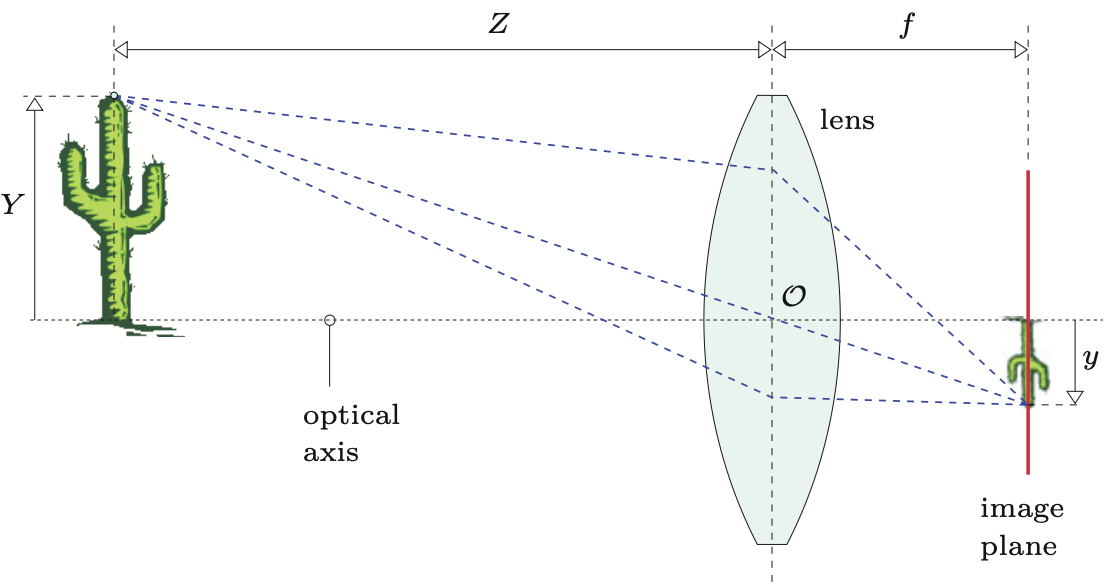 Z
f
lens
Y
𝒪
y
optical
axis
image
plane